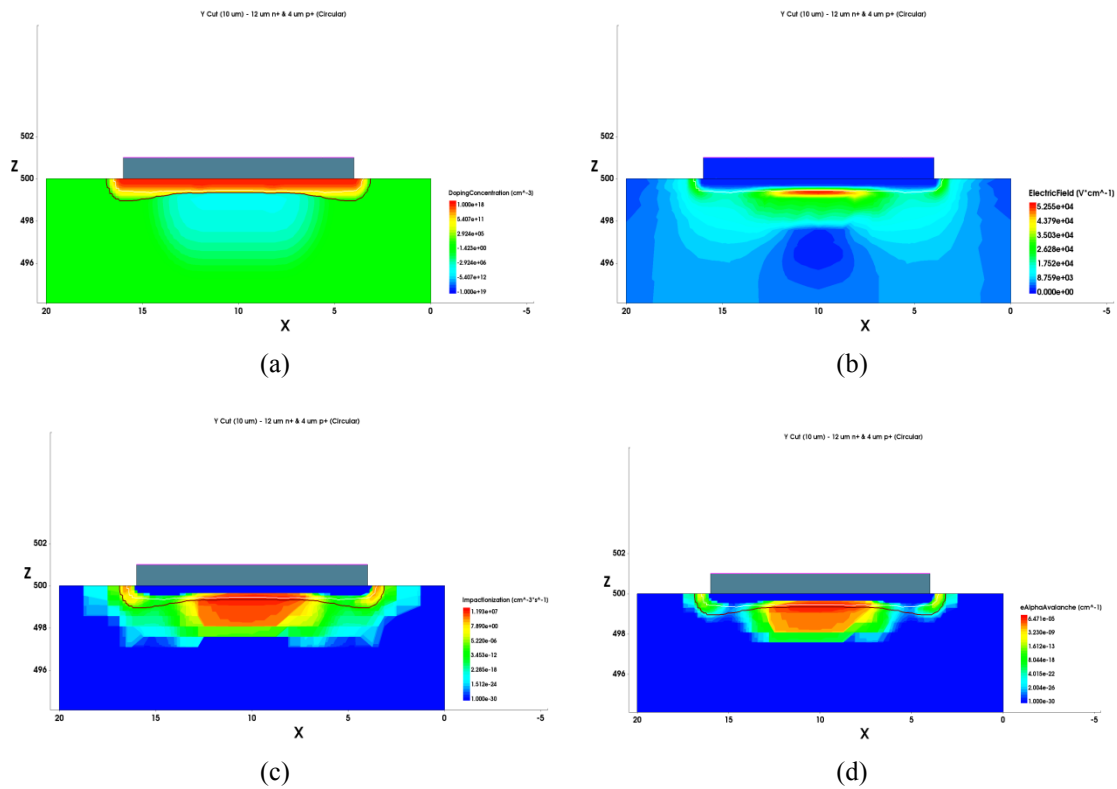 Y Cut (10 um) - 12 um n+ & 4 um p+ (Circular)
502
Z
500
498
496
DopingConcentration (cm^-3)
1.000e+18
5.407e+11
2.924e+05
-1.423e+00
-2.924e+06
-5.407e+12
-1.000e+19
20
15
10
5
0
-5
X
(a)
Y Cut (10 um) - 12 um n+ & 4 um p+ (Circular)
502
Z
500
498
496
ElectricField (V*cm^-1)
5.255e+04
4.379e+04
3.503e+04
2.628e+04
1.752e+04
8.759e+03
0.000e+00
20
15
10
5
0
-5
X
(b)
Y Cut (10 um) - 12 um n+ & 4 um p+ (Circular)
502
Z
500
498
496
ImpactIonization (cm^-3*s^-1)
1.193e+07
7.890e+00
5.220e-06
3.453e-12
2.285e-18
1.512e-24
1.000e-30
20
15
10
5
0
-5
X
(c)
Y Cut (10 um) - 12 um n+ & 4 um p+ (Circular)
502
Z
500
498
496
eAlphaAvalanche (cm^-1)
6.471e-05
3.230e-09
1.612e-13
8.044e-18
4.015e-22
2.004e-26
1.000e-30
20
15
10
5
0
-5
X
(d)